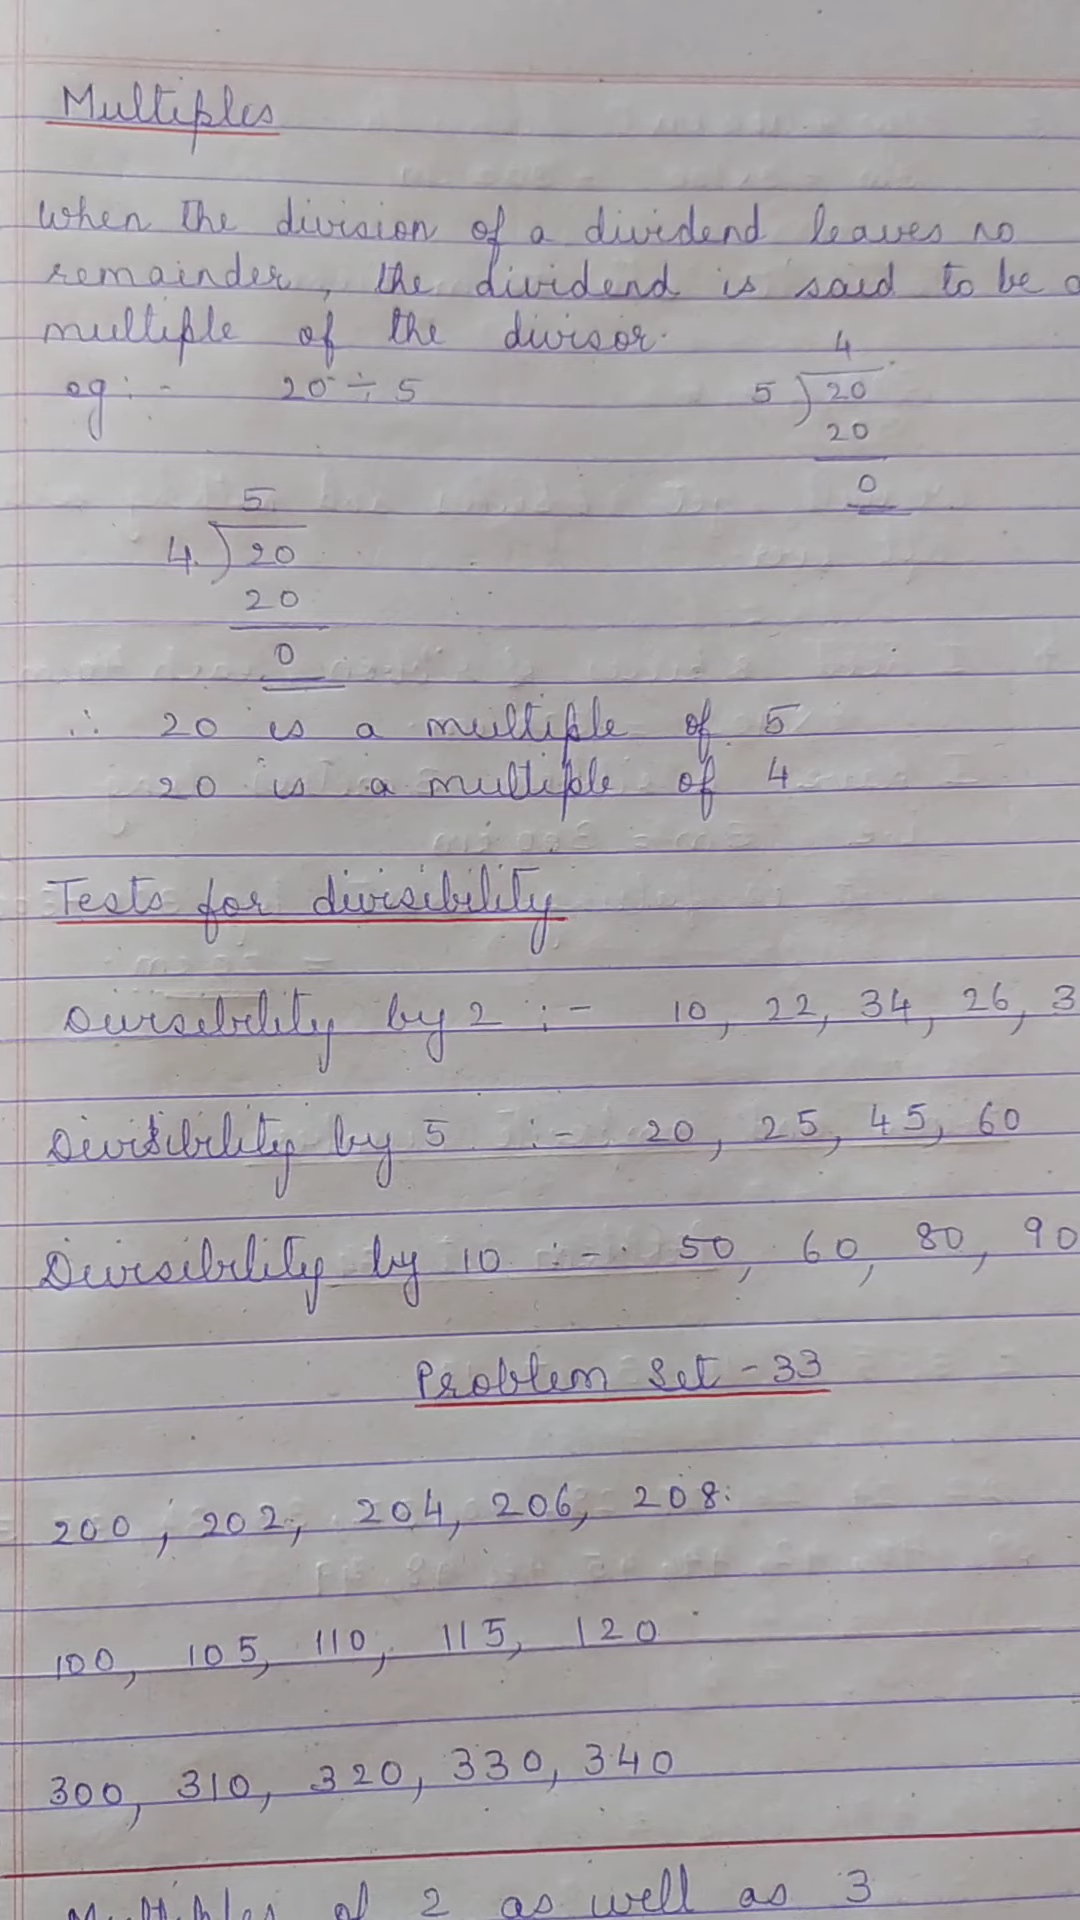 Multiples
When the division of a dividend leaves no
remainder, the dividend is said to be a
multiple of the divisor.
eg :- 20 ÷ 5
4
5 ) 20
20
0
5
4 ) 20
20
0
∴ 20 is a multiple of 5
20 is a multiple of 4
Tests for divisibility
Divisibility by 2 :- 10, 22, 34, 26,
Divisibility by 5 :- 20, 25, 45, 60
Divisibility by 10 :- 50, 60, 80, 90
Problem Set - 33
200, 202, 204, 206, 208.
100, 105, 110, 115, 120
300, 310, 320, 330, 340
Multiples of 2 as well as 3